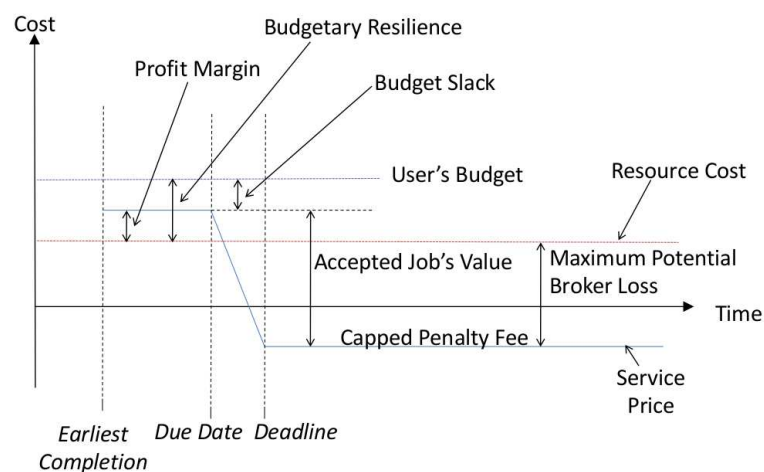 Cost
Budgetary Resilience
Profit Margin
Budget Slack
User's Budget
Resource Cost
Accepted Job's Value
Maximum Potential
Broker Loss
Time
Capped Penalty Fee
Service
Price
Earliest
Completion
Due Date
Deadline